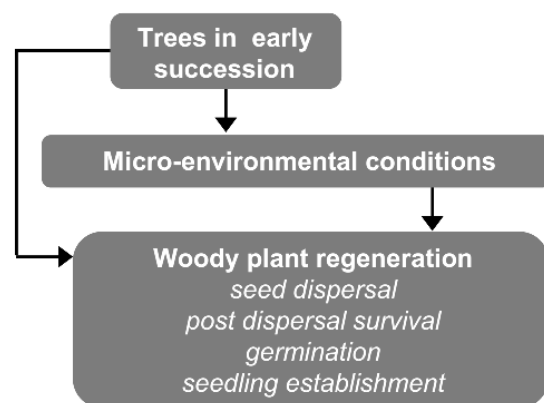 Trees in early
succession
Micro-environmental conditions
Woody plant regeneration
seed dispersal
post dispersal survival
germination
seedling establishment